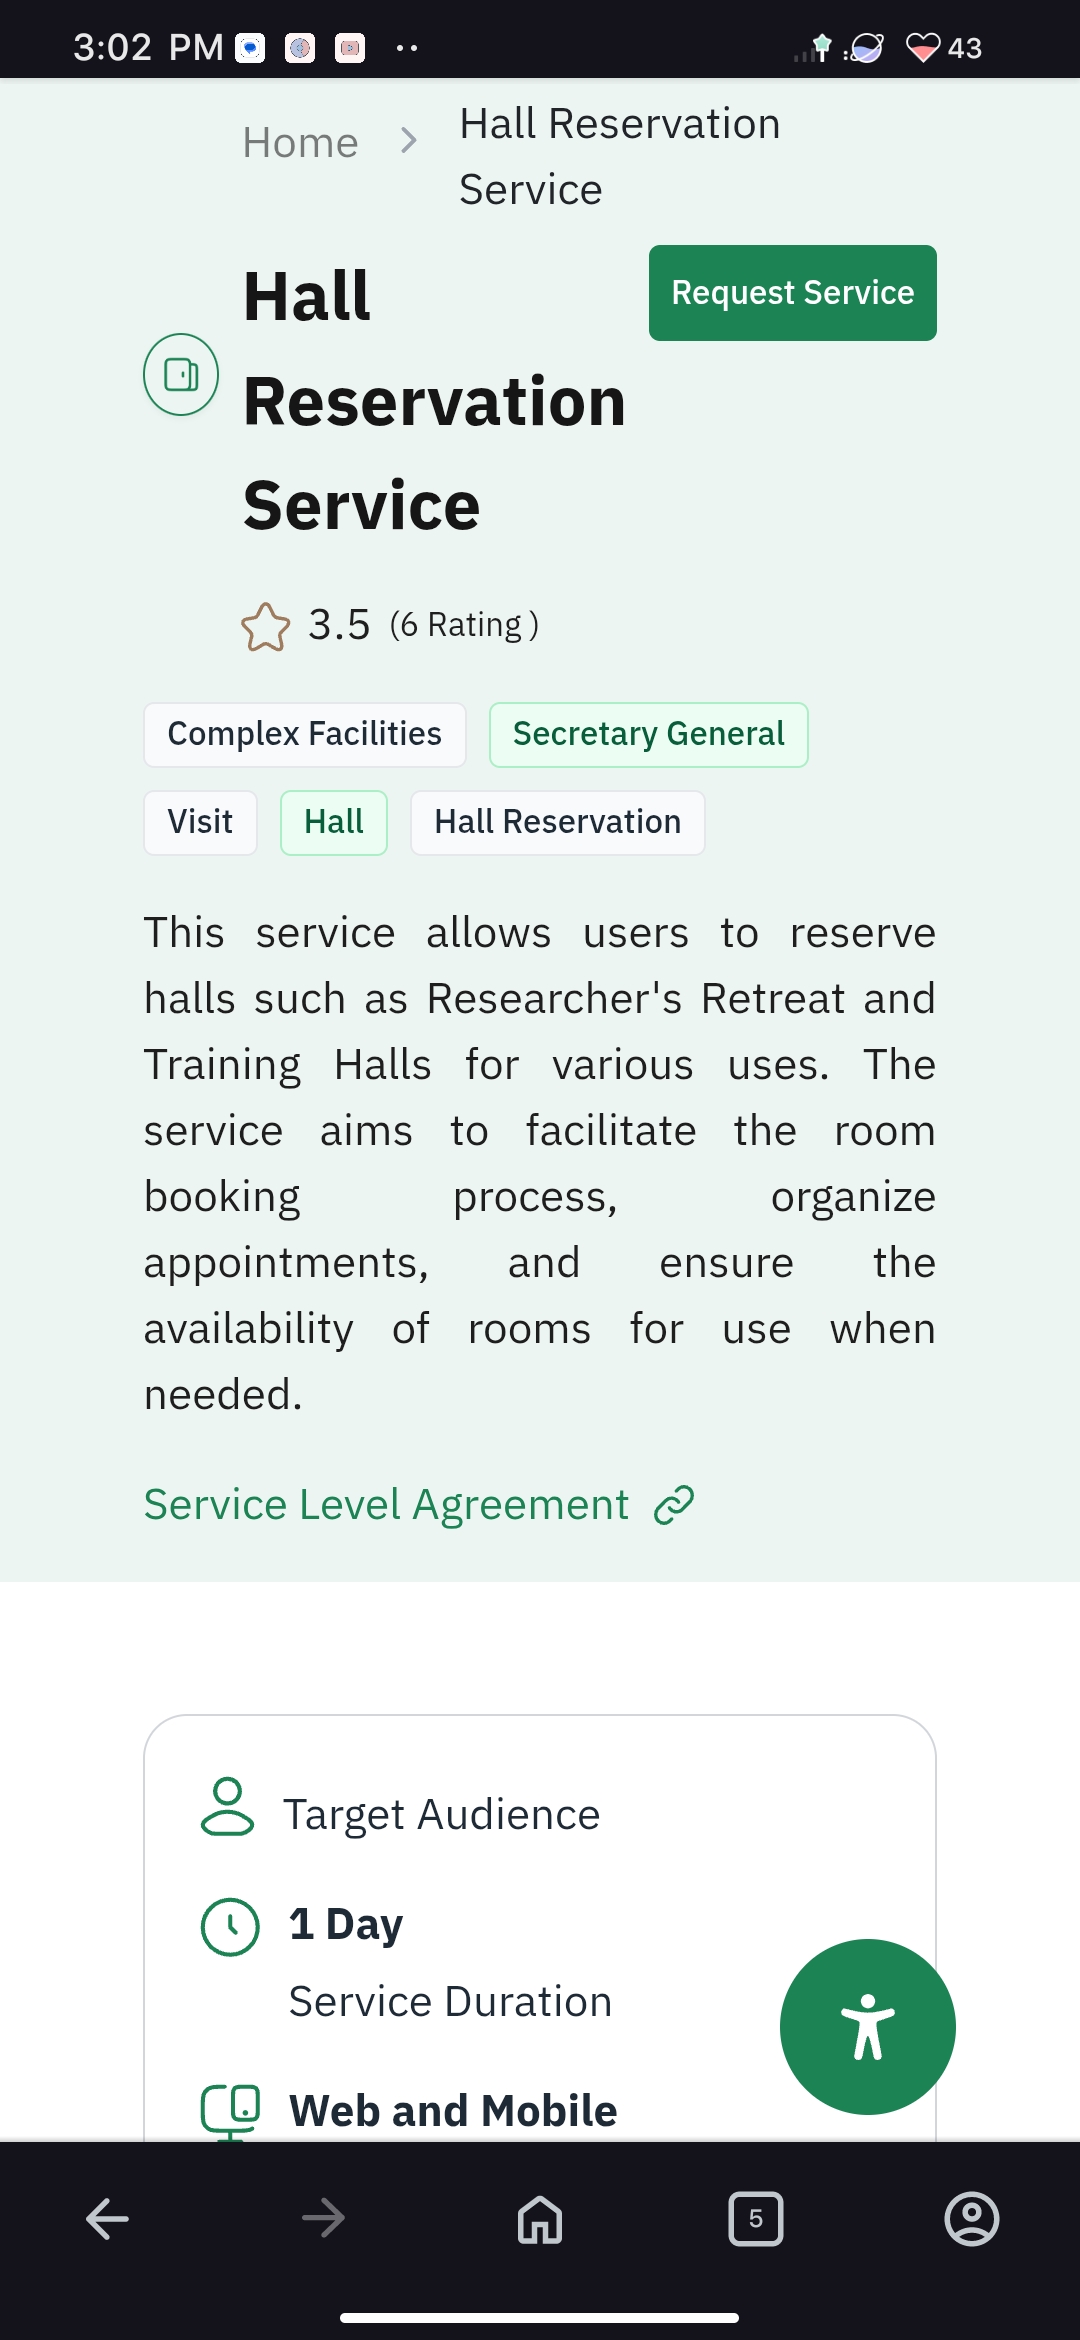 3:02 PM
43
Home
Hall Reservation
Service
Hall
Reservation
Service
Request Service
3.5 (6 Rating )
Complex Facilities
Secretary General
Visit
Hall
Hall Reservation
This service allows users to reserve
halls such as Researcher's Retreat and
Training Halls for various uses. The
service aims to facilitate the room
booking process, organize
appointments, and ensure the
availability of rooms for use when
needed.
Service Level Agreement
Target Audience
1 Day
Service Duration
Web and Mobile
5